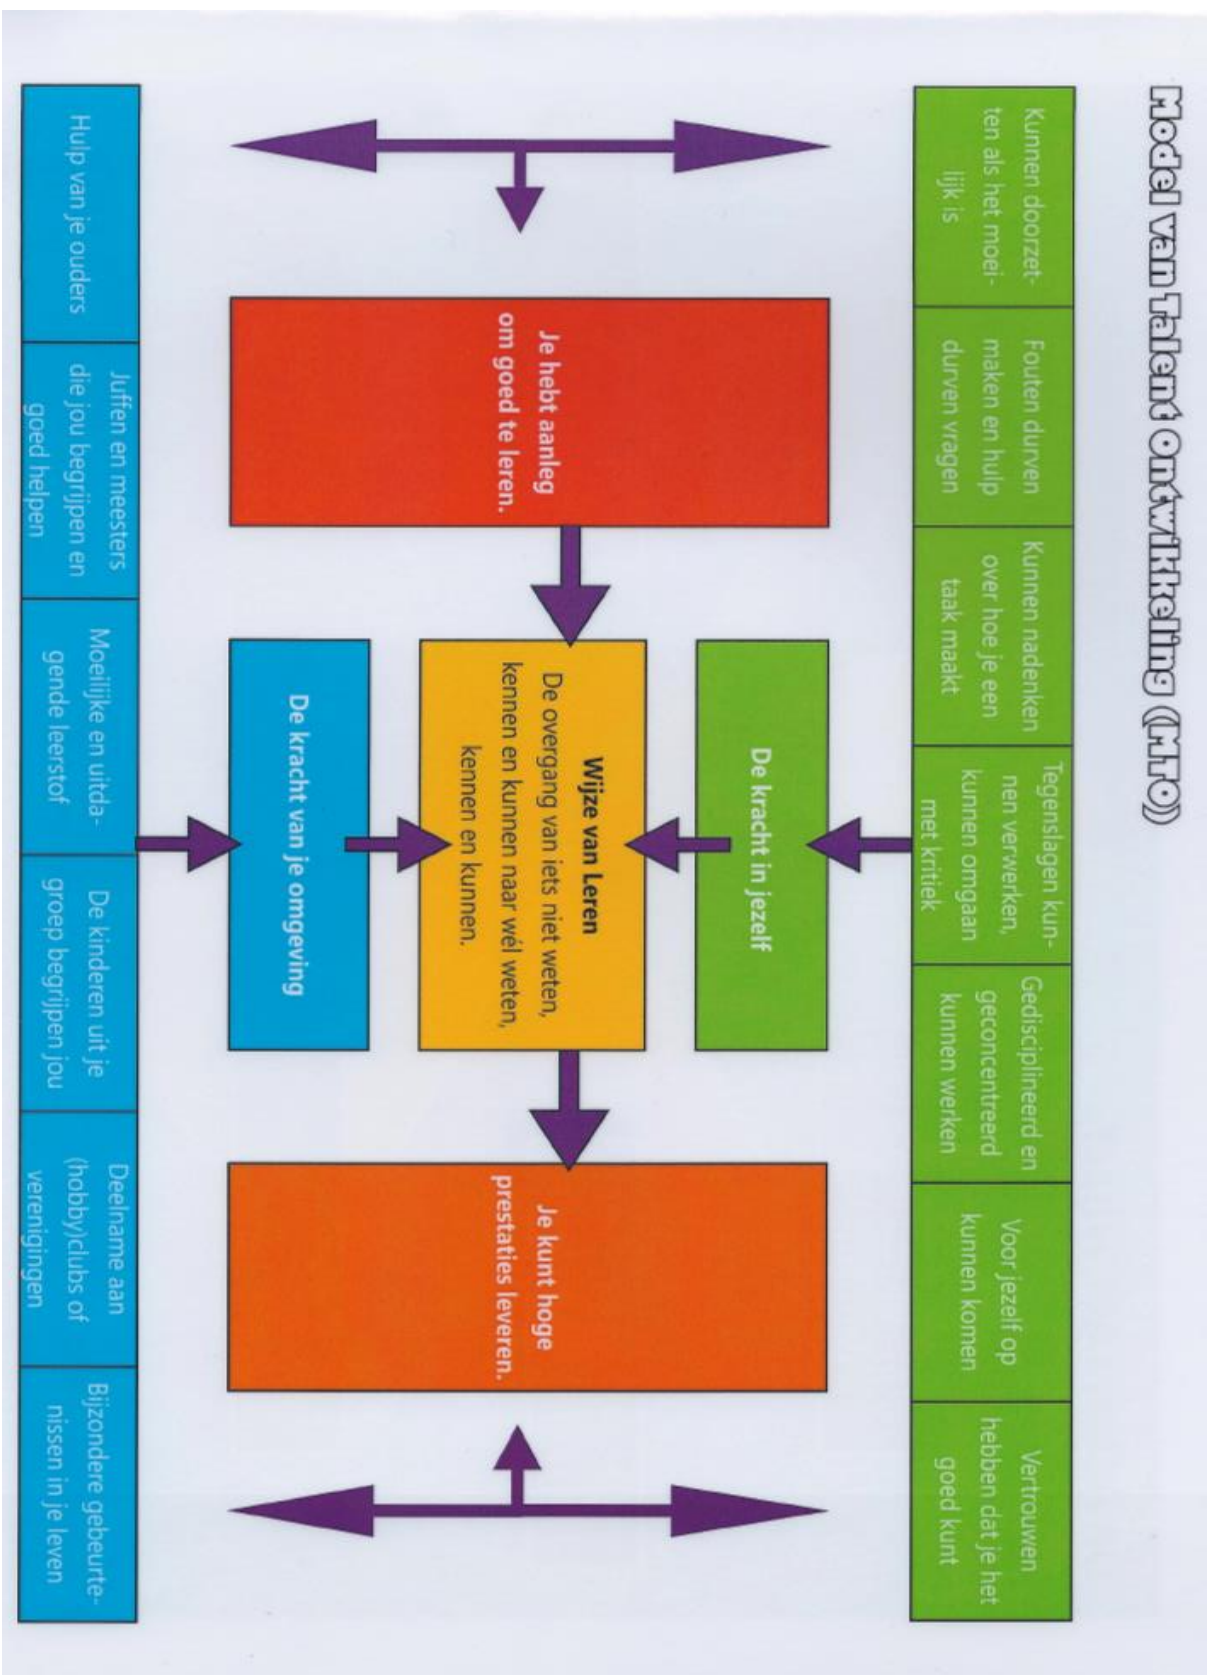 Model van Talent Ontwikkeling (MTO)
Kunnen doorzet-
ten als het moei-
lijk is
Fouten durven
maken en hulp
durven vragen
Kunnen nadenken
over hoe je een
taak maakt
Tegenslagen kun-
nen verwerken,
kunnen omgaan
met kritiek
Gedisciplineerd en
geconcentreerd
kunnen werken
Voor jezelf op
kunnen komen
Vertrouwen
hebben dat je het
goed kunt
De kracht in jezelf
Je hebt aanleg
om goed te leren.
Wijze van Leren
De overgang van iets niet weten,
kennen en kunnen naar wél weten,
kennen en kunnen.
Je kunt hoge
prestaties leveren.
De kracht van je omgeving
Hulp van je ouders
Juffen en meesters
die jou begrijpen en
goed helpen
Moeilijke en uitda-
gende leerstof
De kinderen uit je
groep begrijpen jou
Deelname aan
(hobby)clubs of
verenigingen
Bijzondere gebeurte-
nissen in je leven